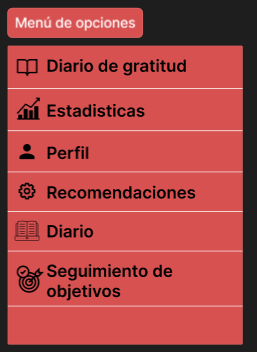 Menú de opciones
Diario de gratitud
Estadisticas
Perfil
Recomendaciones
Diario
Seguimiento de
objetivos